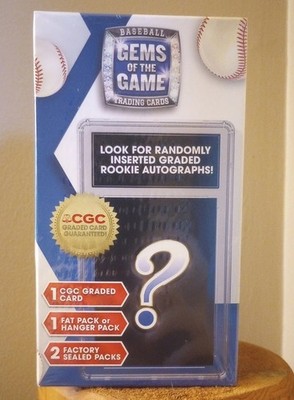 BASEBALL
GEMS
OF THE
GAME
TRADING CARDS
LOOK FOR RANDOMLY
INSERTED GRADED
ROOKIE AUTOGRAPHS!
CGC
GRADED CARD
GUARANTEED!
?
1 CGC GRADED
CARD
1 FAT PACK or
HANGER PACK
2 FACTORY
SEALED PACKS